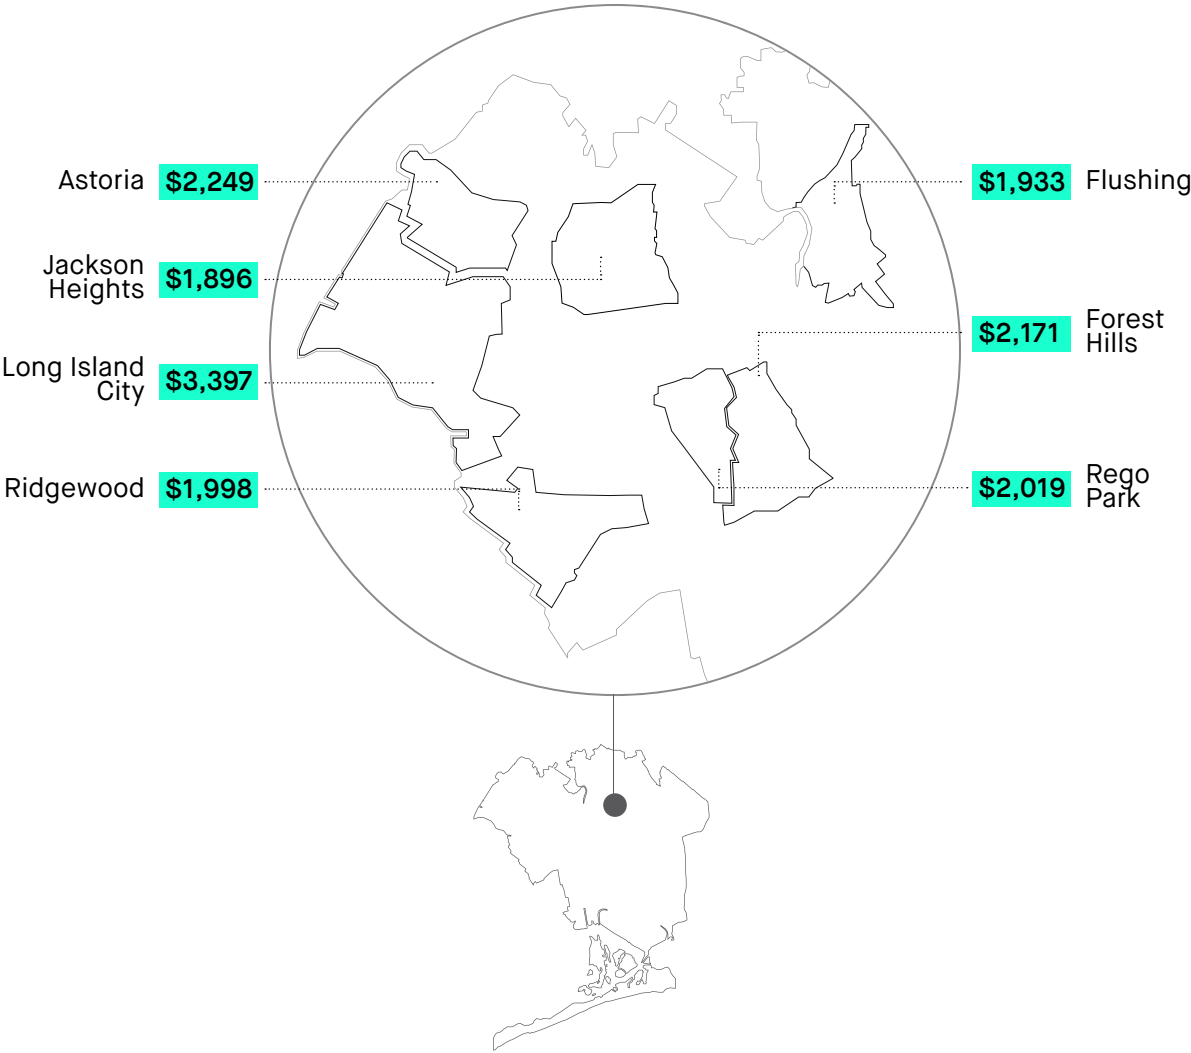 Astoria $2,249
Jackson
Heights
$1,896
Long Island
City
$3,397
Ridgewood $1,998
$1,933 Flushing
$2,171
Forest
Hills
$2,019
Rego
Park